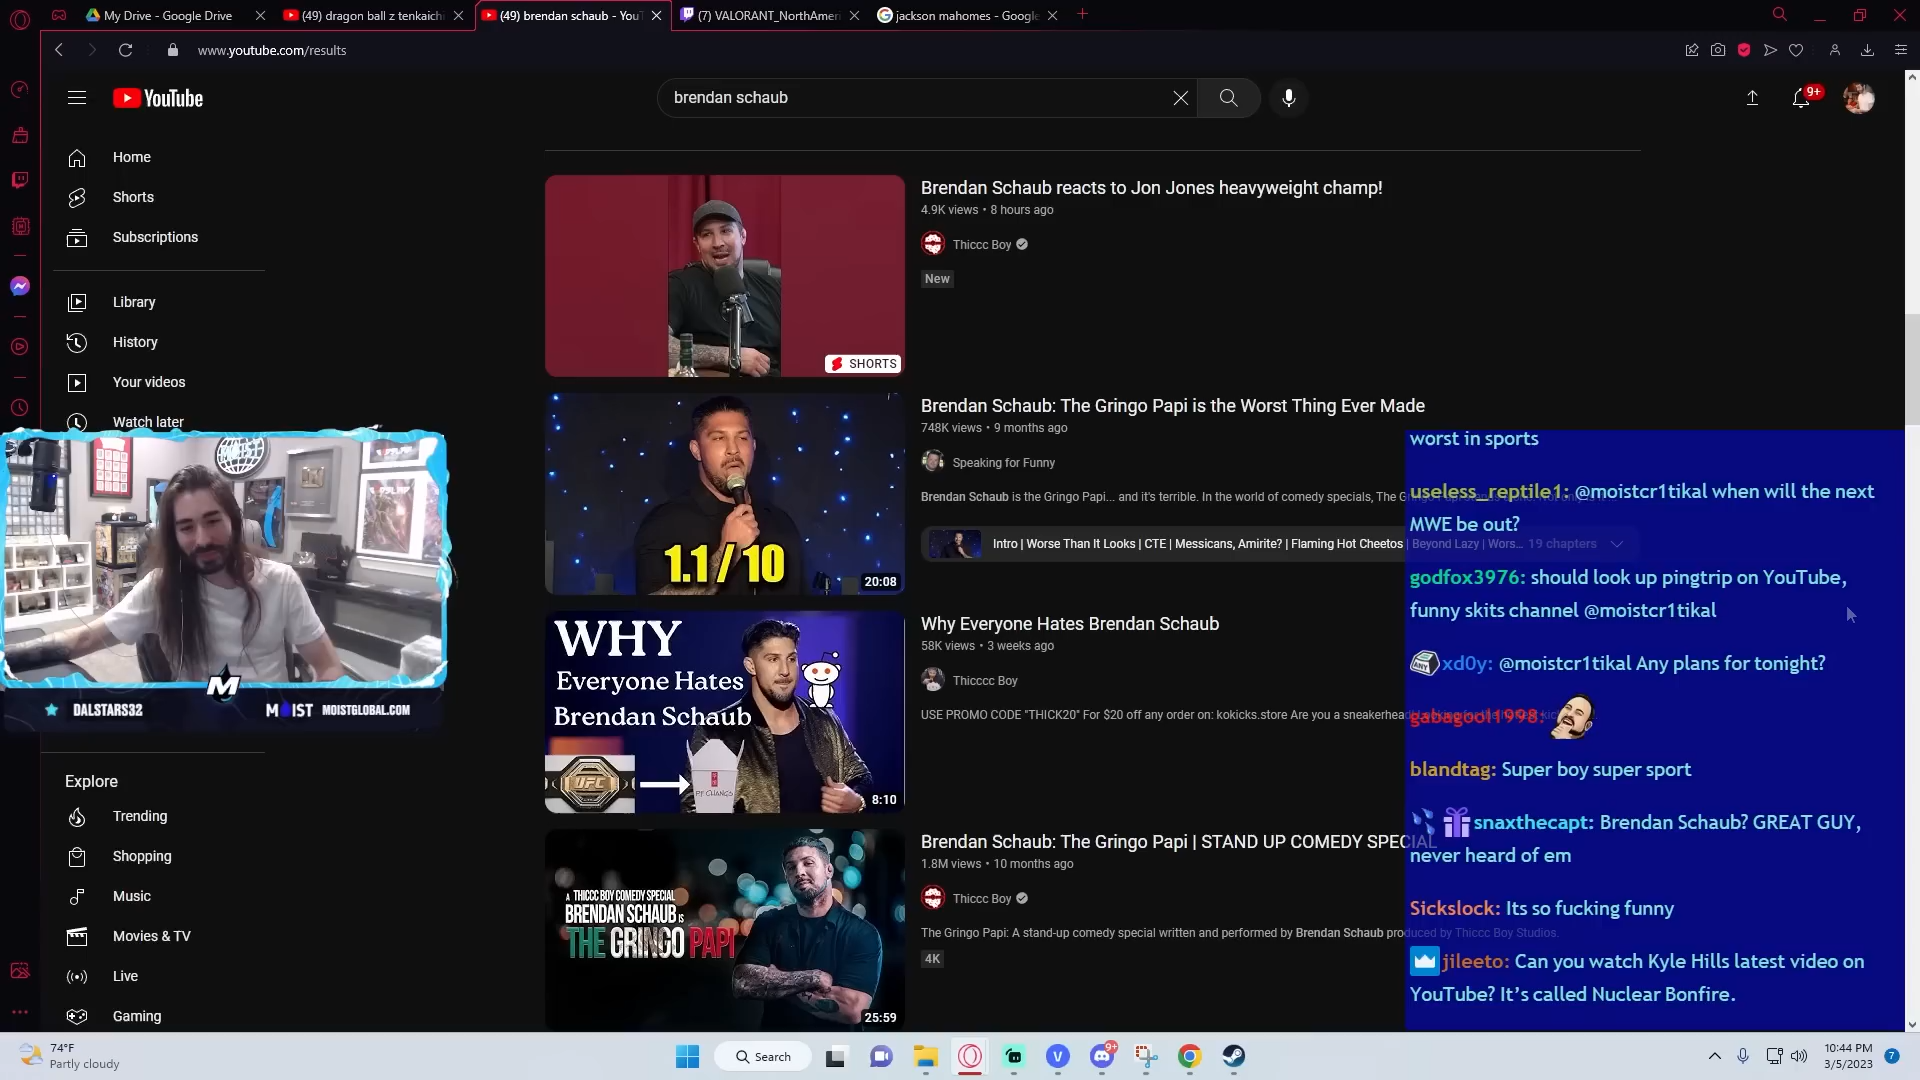 My Drive - Google Drive
(49) dragon ball z tenkaichi
(49) brendan schaub - YouT
(7) VALORANT_NorthAmeri
jackson mahomes - Google
www.youtube.com/results
YouTube
brendan schaub
9+
Home
Shorts
Subscriptions
Library
History
Your videos
Watch later
DALSTARS32
MOIST
MOISTGLOBAL.COM
Explore
Trending
Shopping
Music
Movies & TV
Live
Gaming
SHORTS
Brendan Schaub reacts to Jon Jones heavyweight champ!
4.9K views • 8 hours ago
Thiccc Boy
New
1.1 / 10
20:08
Brendan Schaub: The Gringo Papi is the Worst Thing Ever Made
748K views • 9 months ago
Speaking for Funny
Brendan Schaub is the Gringo Papi... and it's terrible. In the world of comedy specials, The
Intro | Worse Than It Looks | CTE | Messicans, Amirite? | Flaming Hot Cheetos | Beyond Lazy | Wors... 19 chapters
WHY
Everyone Hates
Brendan Schaub
UFC
PF CHANGS
8:10
Why Everyone Hates Brendan Schaub
58K views • 3 weeks ago
Thicccc Boy
USE PROMO CODE "THICK20" For $20 off any order on: kokicks.store Are you a sneakerhead
A THICCC BOY COMEDY SPECIAL
BRENDAN SCHAUB IS
THE GRINGO PAPI
25:59
Brendan Schaub: The Gringo Papi | STAND UP COMEDY SPECIAL
1.8M views • 10 months ago
Thiccc Boy
The Gringo Papi: A stand-up comedy special written and performed by Brendan Schaub produced by Thiccc Boy Studios.
4K
worst in sports
useless_reptile1: @moistcr1tikal when will the next
MWE be out?
godfox3976: should look up pingtrip on YouTube,
funny skits channel @moistcr1tikal
ANY
xd0y: @moistcr1tikal Any plans for tonight?
gabagool1998:
blandtag: Super boy super sport
snaxthecapt: Brendan Schaub? GREAT GUY,
never heard of em
Sickslock: Its so fucking funny
jileeto: Can you watch Kyle Hills latest video on
YouTube? It's called Nuclear Bonfire.
74°F
Partly cloudy
Search
9+
10:44 PM
3/5/2023
7